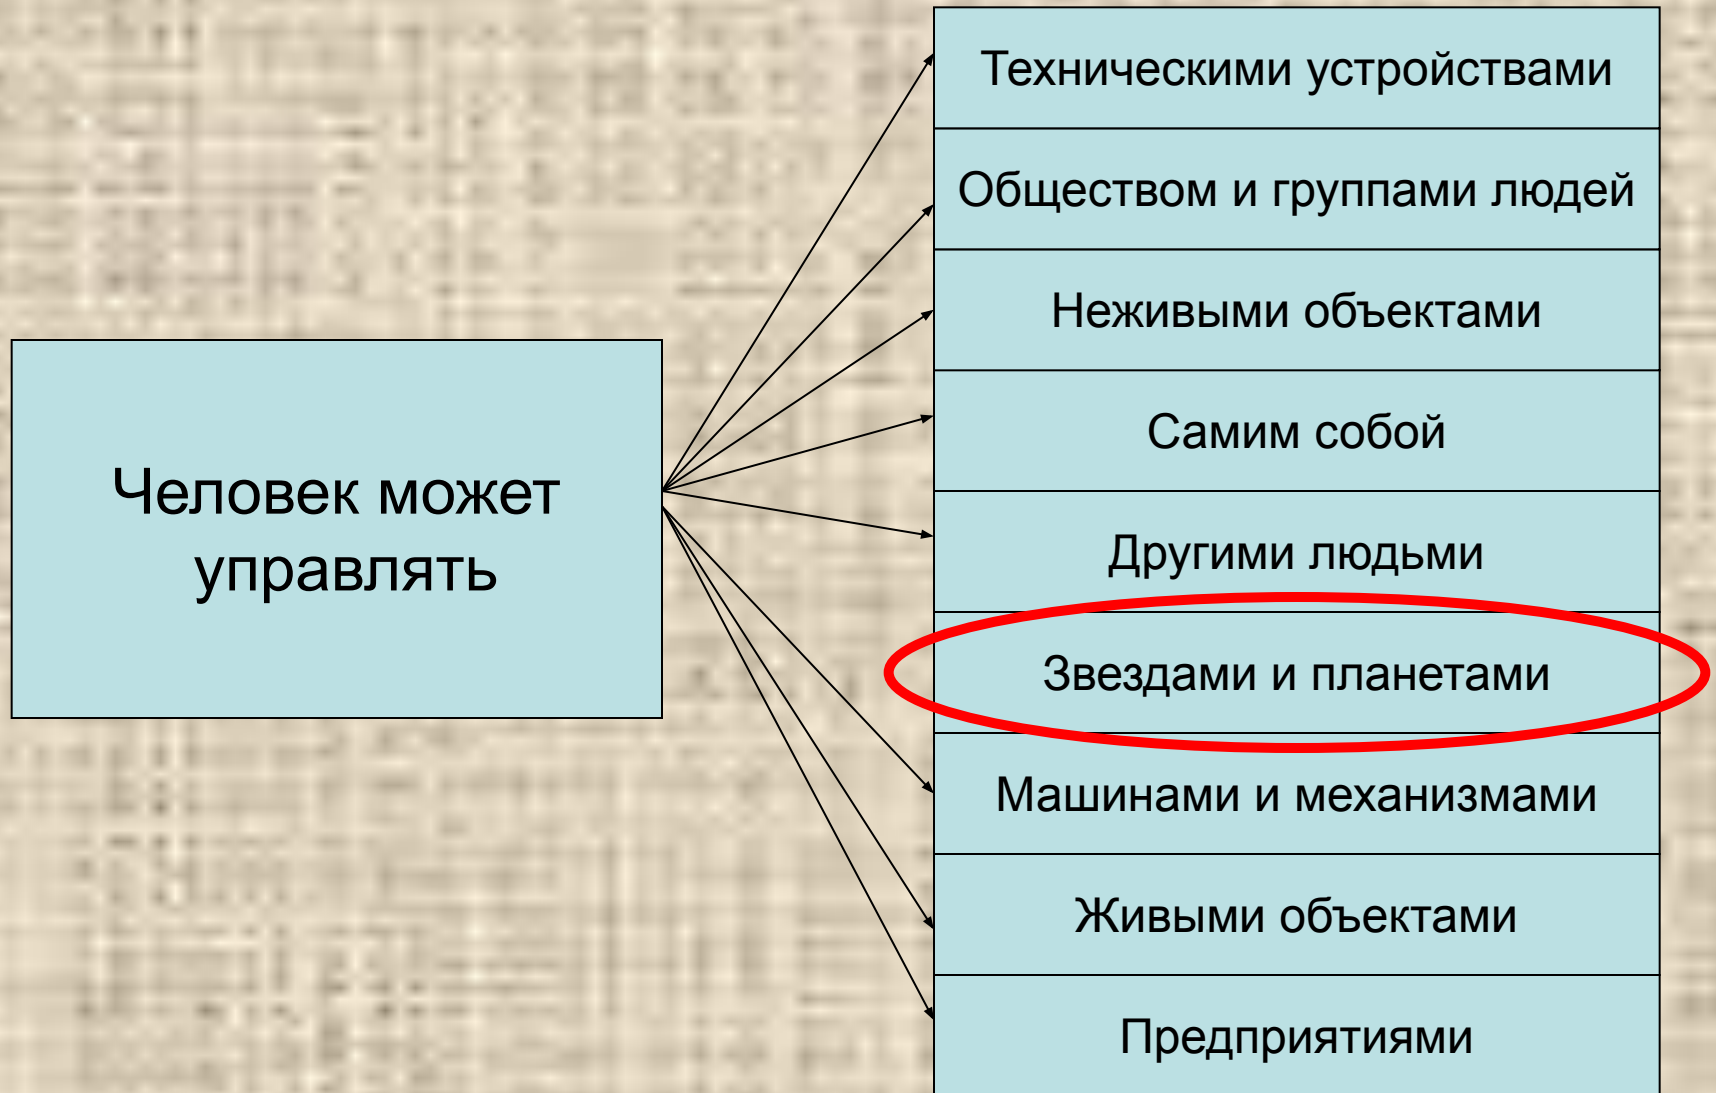 Человек может
управлять
Техническими устройствами
Обществом и группами людей
Неживыми объектами
Самим собой
Другими людьми
Звездами и планетами
Машинами и механизмами
Живыми объектами
Предприятиями